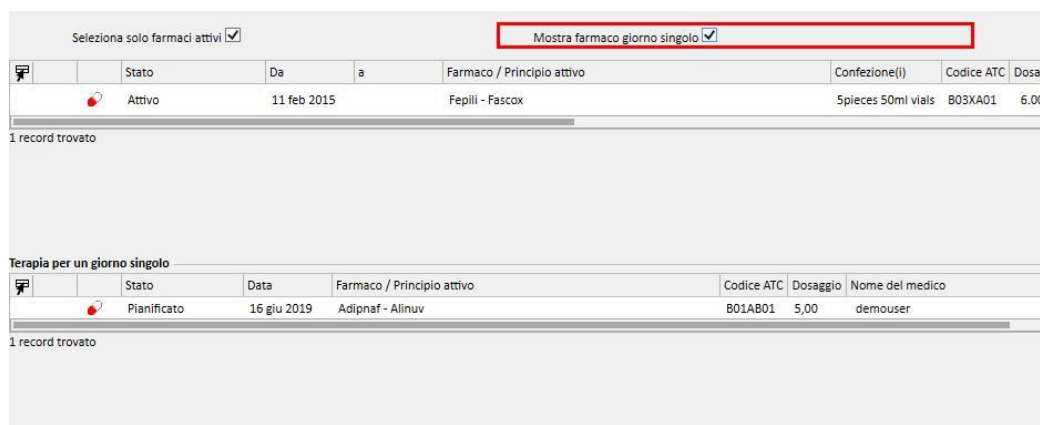 Seleziona solo farmaci attivi Mostra farmaco giorno singolo
Stato Da a Farmaco / Principio attivo Confezione(i) Codice ATC Dosa
Attivo 11 feb 2015 Fepili - Fascox 5pieces 50ml vials B03XA01 6.00
1 record trovato
Terapia per un giorno singolo
Stato Data Farmaco / Principio attivo Codice ATC Dosaggio Nome del medico
Pianificato 16 giu 2019 Adipnaf - Alinuv B01AB01 5,00 demouser
1 record trovato